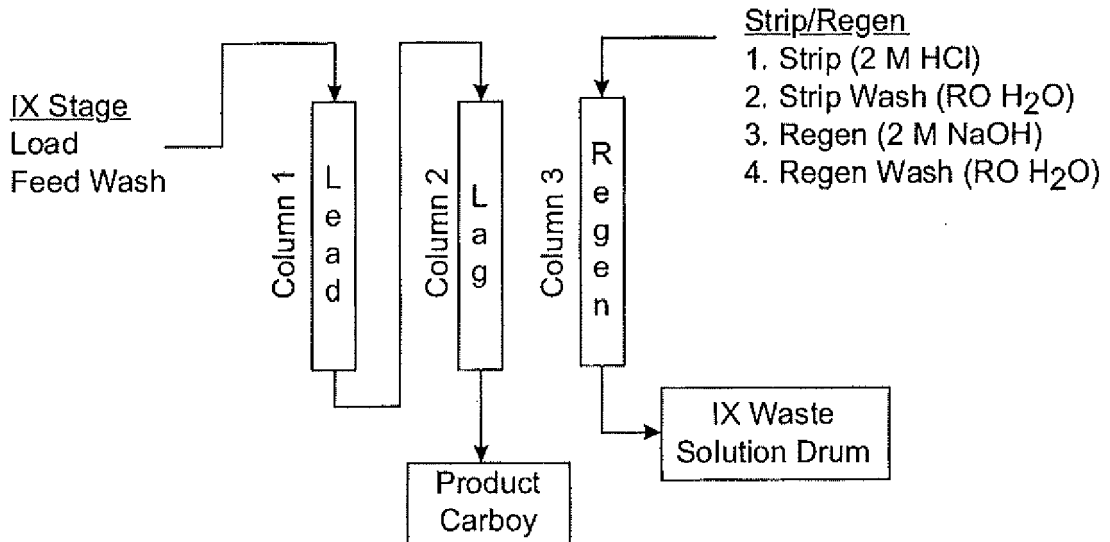 IX Stage
Load
Feed Wash
Column 1
Lead
Column 2
Lag
Column 3
Regen
Strip/Regen
1. Strip (2 M HCl)
2. Strip Wash (RO H₂O)
3. Regen (2 M NaOH)
4. Regen Wash (RO H₂O)
Product
Carboy
IX Waste
Solution Drum